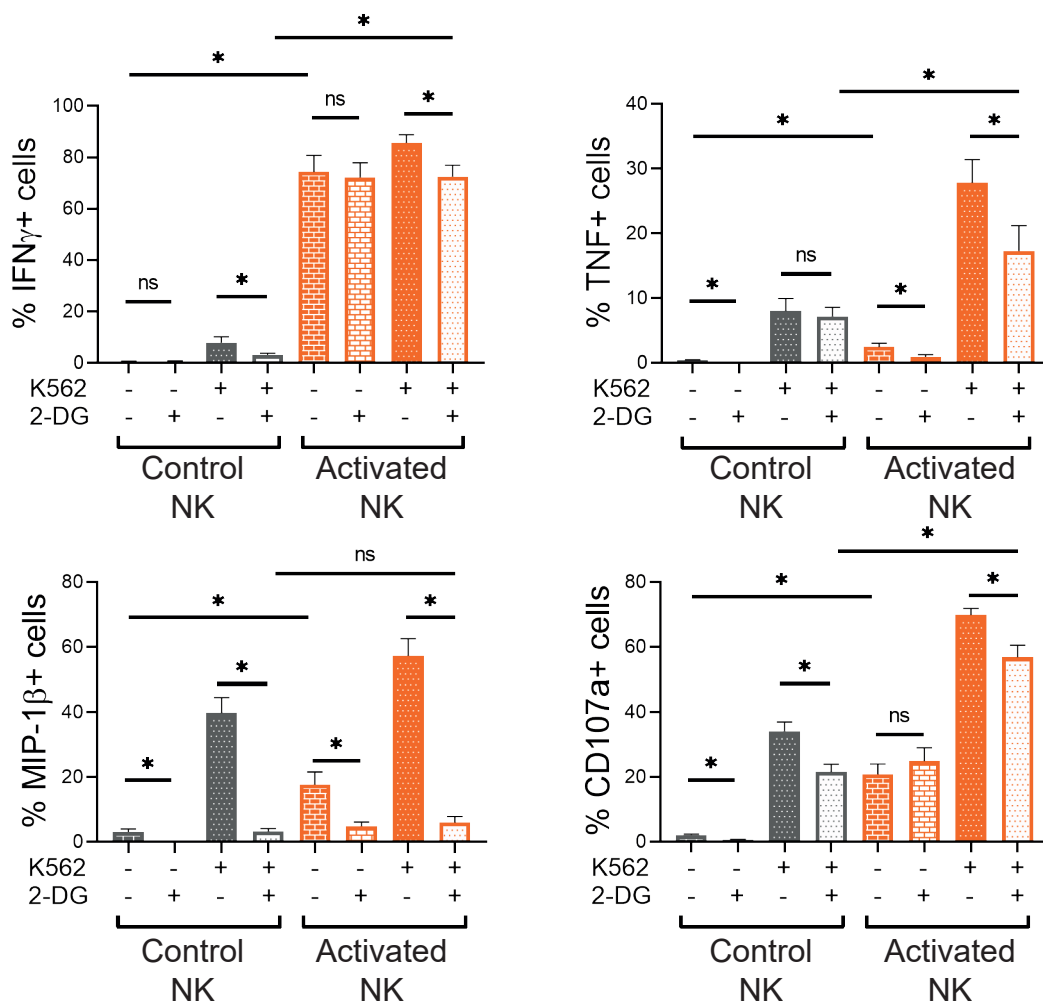 * *
* ns *
% IFNγ+ cells
100
80
60
40
20
0
ns *
K562 - - + + - - + +
2-DG - + - + - + - +
Control NK Activated NK
*
* *
% TNF+ cells
40
30
20
10
0
* ns *
K562 - - + + - - + +
2-DG - + - + - + - +
Control NK Activated NK
ns
* *
% MIP-1β+ cells
80
60
40
20
0
* * *
K562 - - + + - - + +
2-DG - + - + - + - +
Control NK Activated NK
*
* *
% CD107a+ cells
80
60
40
20
0
* * ns
K562 - - + + - - + +
2-DG - + - + - + - +
Control NK Activated NK